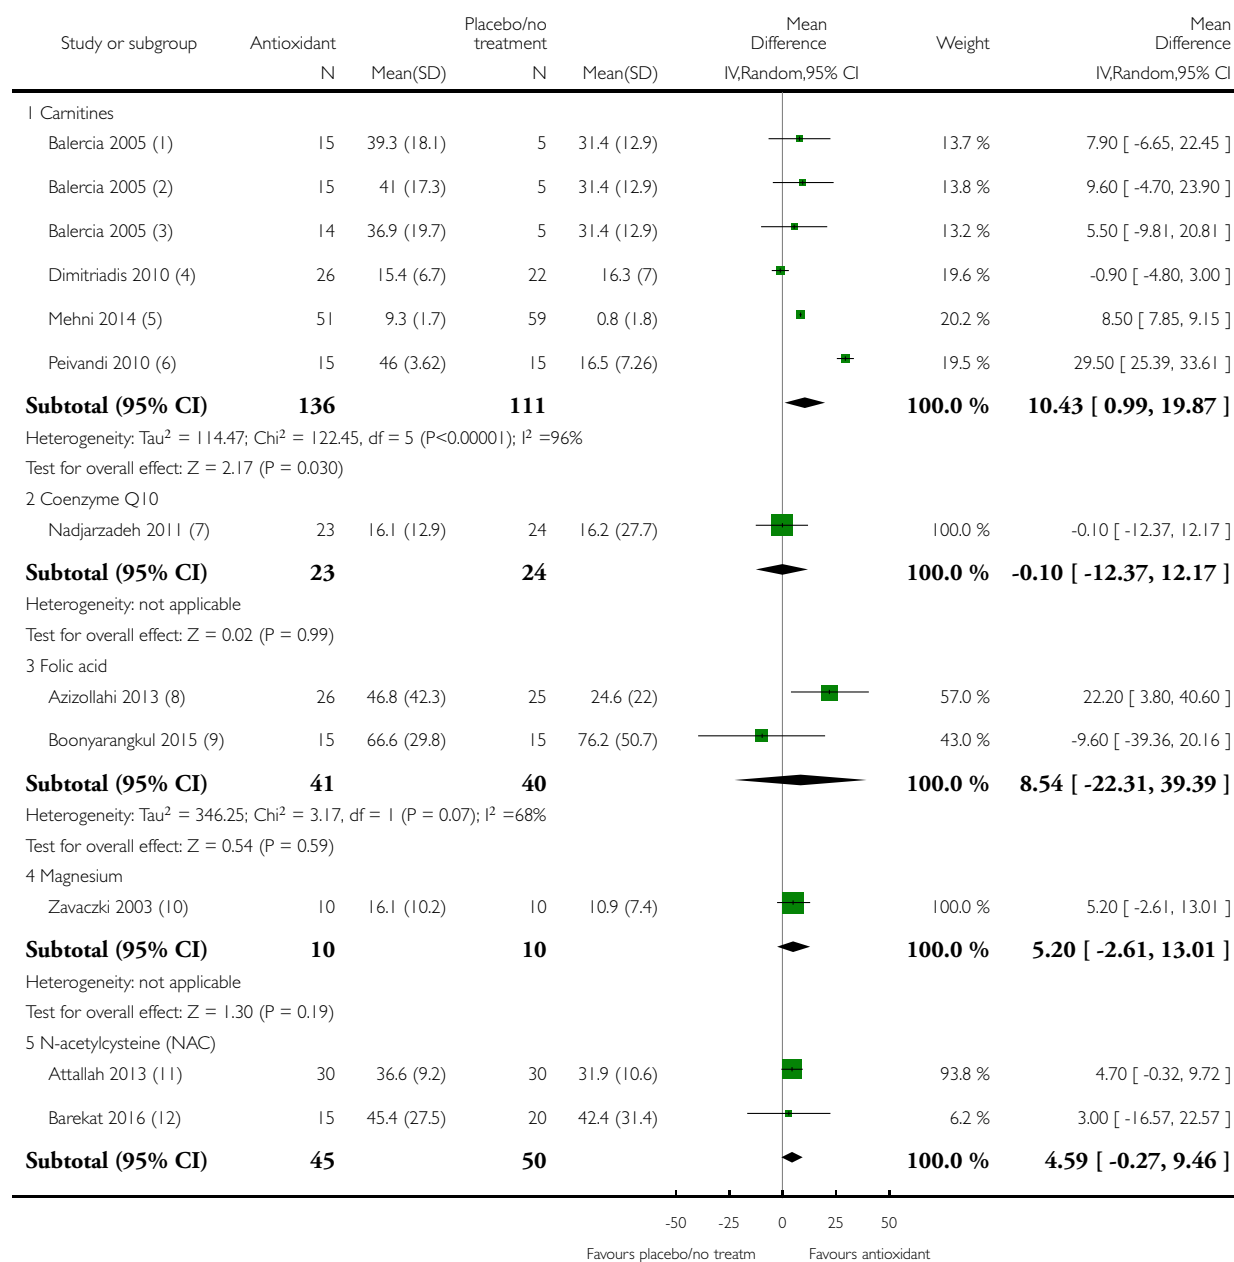 Study or subgroup Antioxidant Placebo/no treatment Mean Difference Weight Mean Difference
N Mean(SD) N Mean(SD) IV,Random,95% CI IV,Random,95% CI
1 Carnitines
Balercia 2005 (1) 15 39.3 (18.1) 5 31.4 (12.9) 13.7 % 7.90 [ -6.65, 22.45 ]
Balercia 2005 (2) 15 41 (17.3) 5 31.4 (12.9) 13.8 % 9.60 [ -4.70, 23.90 ]
Balercia 2005 (3) 14 36.9 (19.7) 5 31.4 (12.9) 13.2 % 5.50 [ -9.81, 20.81 ]
Dimitriadis 2010 (4) 26 15.4 (6.7) 22 16.3 (7) 19.6 % -0.90 [ -4.80, 3.00 ]
Mehni 2014 (5) 51 9.3 (1.7) 59 0.8 (1.8) 20.2 % 8.50 [ 7.85, 9.15 ]
Peivandi 2010 (6) 15 46 (3.62) 15 16.5 (7.26) 19.5 % 29.50 [ 25.39, 33.61 ]
Subtotal (95% CI) 136 111 100.0 % 10.43 [ 0.99, 19.87 ]
Heterogeneity: Tau² = 114.47; Chi² = 122.45, df = 5 (P<0.00001); I² =96%
Test for overall effect: Z = 2.17 (P = 0.030)
2 Coenzyme Q10
Nadjarzadeh 2011 (7) 23 16.1 (12.9) 24 16.2 (27.7) 100.0 % -0.10 [ -12.37, 12.17 ]
Subtotal (95% CI) 23 24 100.0 % -0.10 [ -12.37, 12.17 ]
Heterogeneity: not applicable
Test for overall effect: Z = 0.02 (P = 0.99)
3 Folic acid
Azizollahi 2013 (8) 26 46.8 (42.3) 25 24.6 (22) 57.0 % 22.20 [ 3.80, 40.60 ]
Boonyarangkul 2015 (9) 15 66.6 (29.8) 15 76.2 (50.7) 43.0 % -9.60 [ -39.36, 20.16 ]
Subtotal (95% CI) 41 40 100.0 % 8.54 [ -22.31, 39.39 ]
Heterogeneity: Tau² = 346.25; Chi² = 3.17, df = 1 (P = 0.07); I² =68%
Test for overall effect: Z = 0.54 (P = 0.59)
4 Magnesium
Zavaczki 2003 (10) 10 16.1 (10.2) 10 10.9 (7.4) 100.0 % 5.20 [ -2.61, 13.01 ]
Subtotal (95% CI) 10 10 100.0 % 5.20 [ -2.61, 13.01 ]
Heterogeneity: not applicable
Test for overall effect: Z = 1.30 (P = 0.19)
5 N-acetylcysteine (NAC)
Attallah 2013 (11) 30 36.6 (9.2) 30 31.9 (10.6) 93.8 % 4.70 [ -0.32, 9.72 ]
Barekat 2016 (12) 15 45.4 (27.5) 20 42.4 (31.4) 6.2 % 3.00 [ -16.57, 22.57 ]
Subtotal (95% CI) 45 50 100.0 % 4.59 [ -0.27, 9.46 ]
-50 -25 0 25 50
Favours placebo/no treatm Favours antioxidant